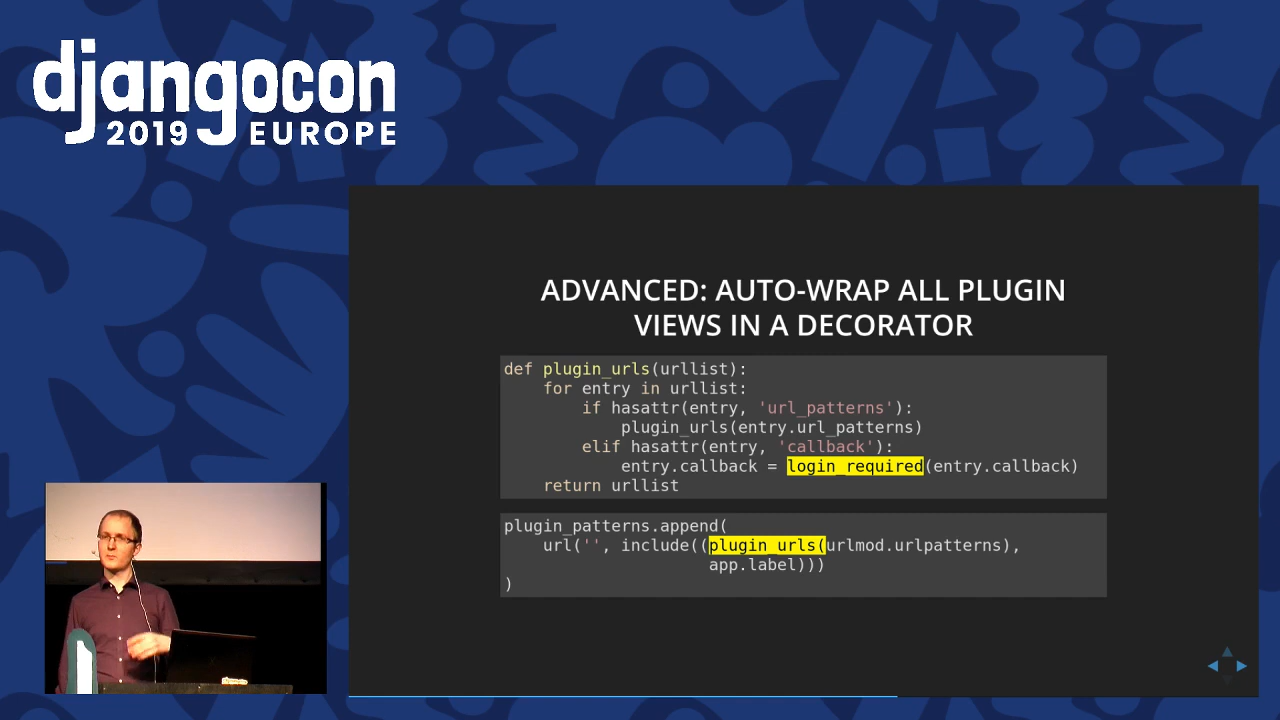 djangocon
2019 EUROPE
ADVANCED: AUTO-WRAP ALL PLUGIN
VIEWS IN A DECORATOR
def plugin_urls(urllist):
    for entry in urllist:
        if hasattr(entry, 'url_patterns'):
            plugin_urls(entry.url_patterns)
        elif hasattr(entry, 'callback'):
            entry.callback = login_required(entry.callback)
    return urllist
plugin_patterns.append(
    url('', include((plugin_urls(urlmod.urlpatterns),
                     app.label)))
)